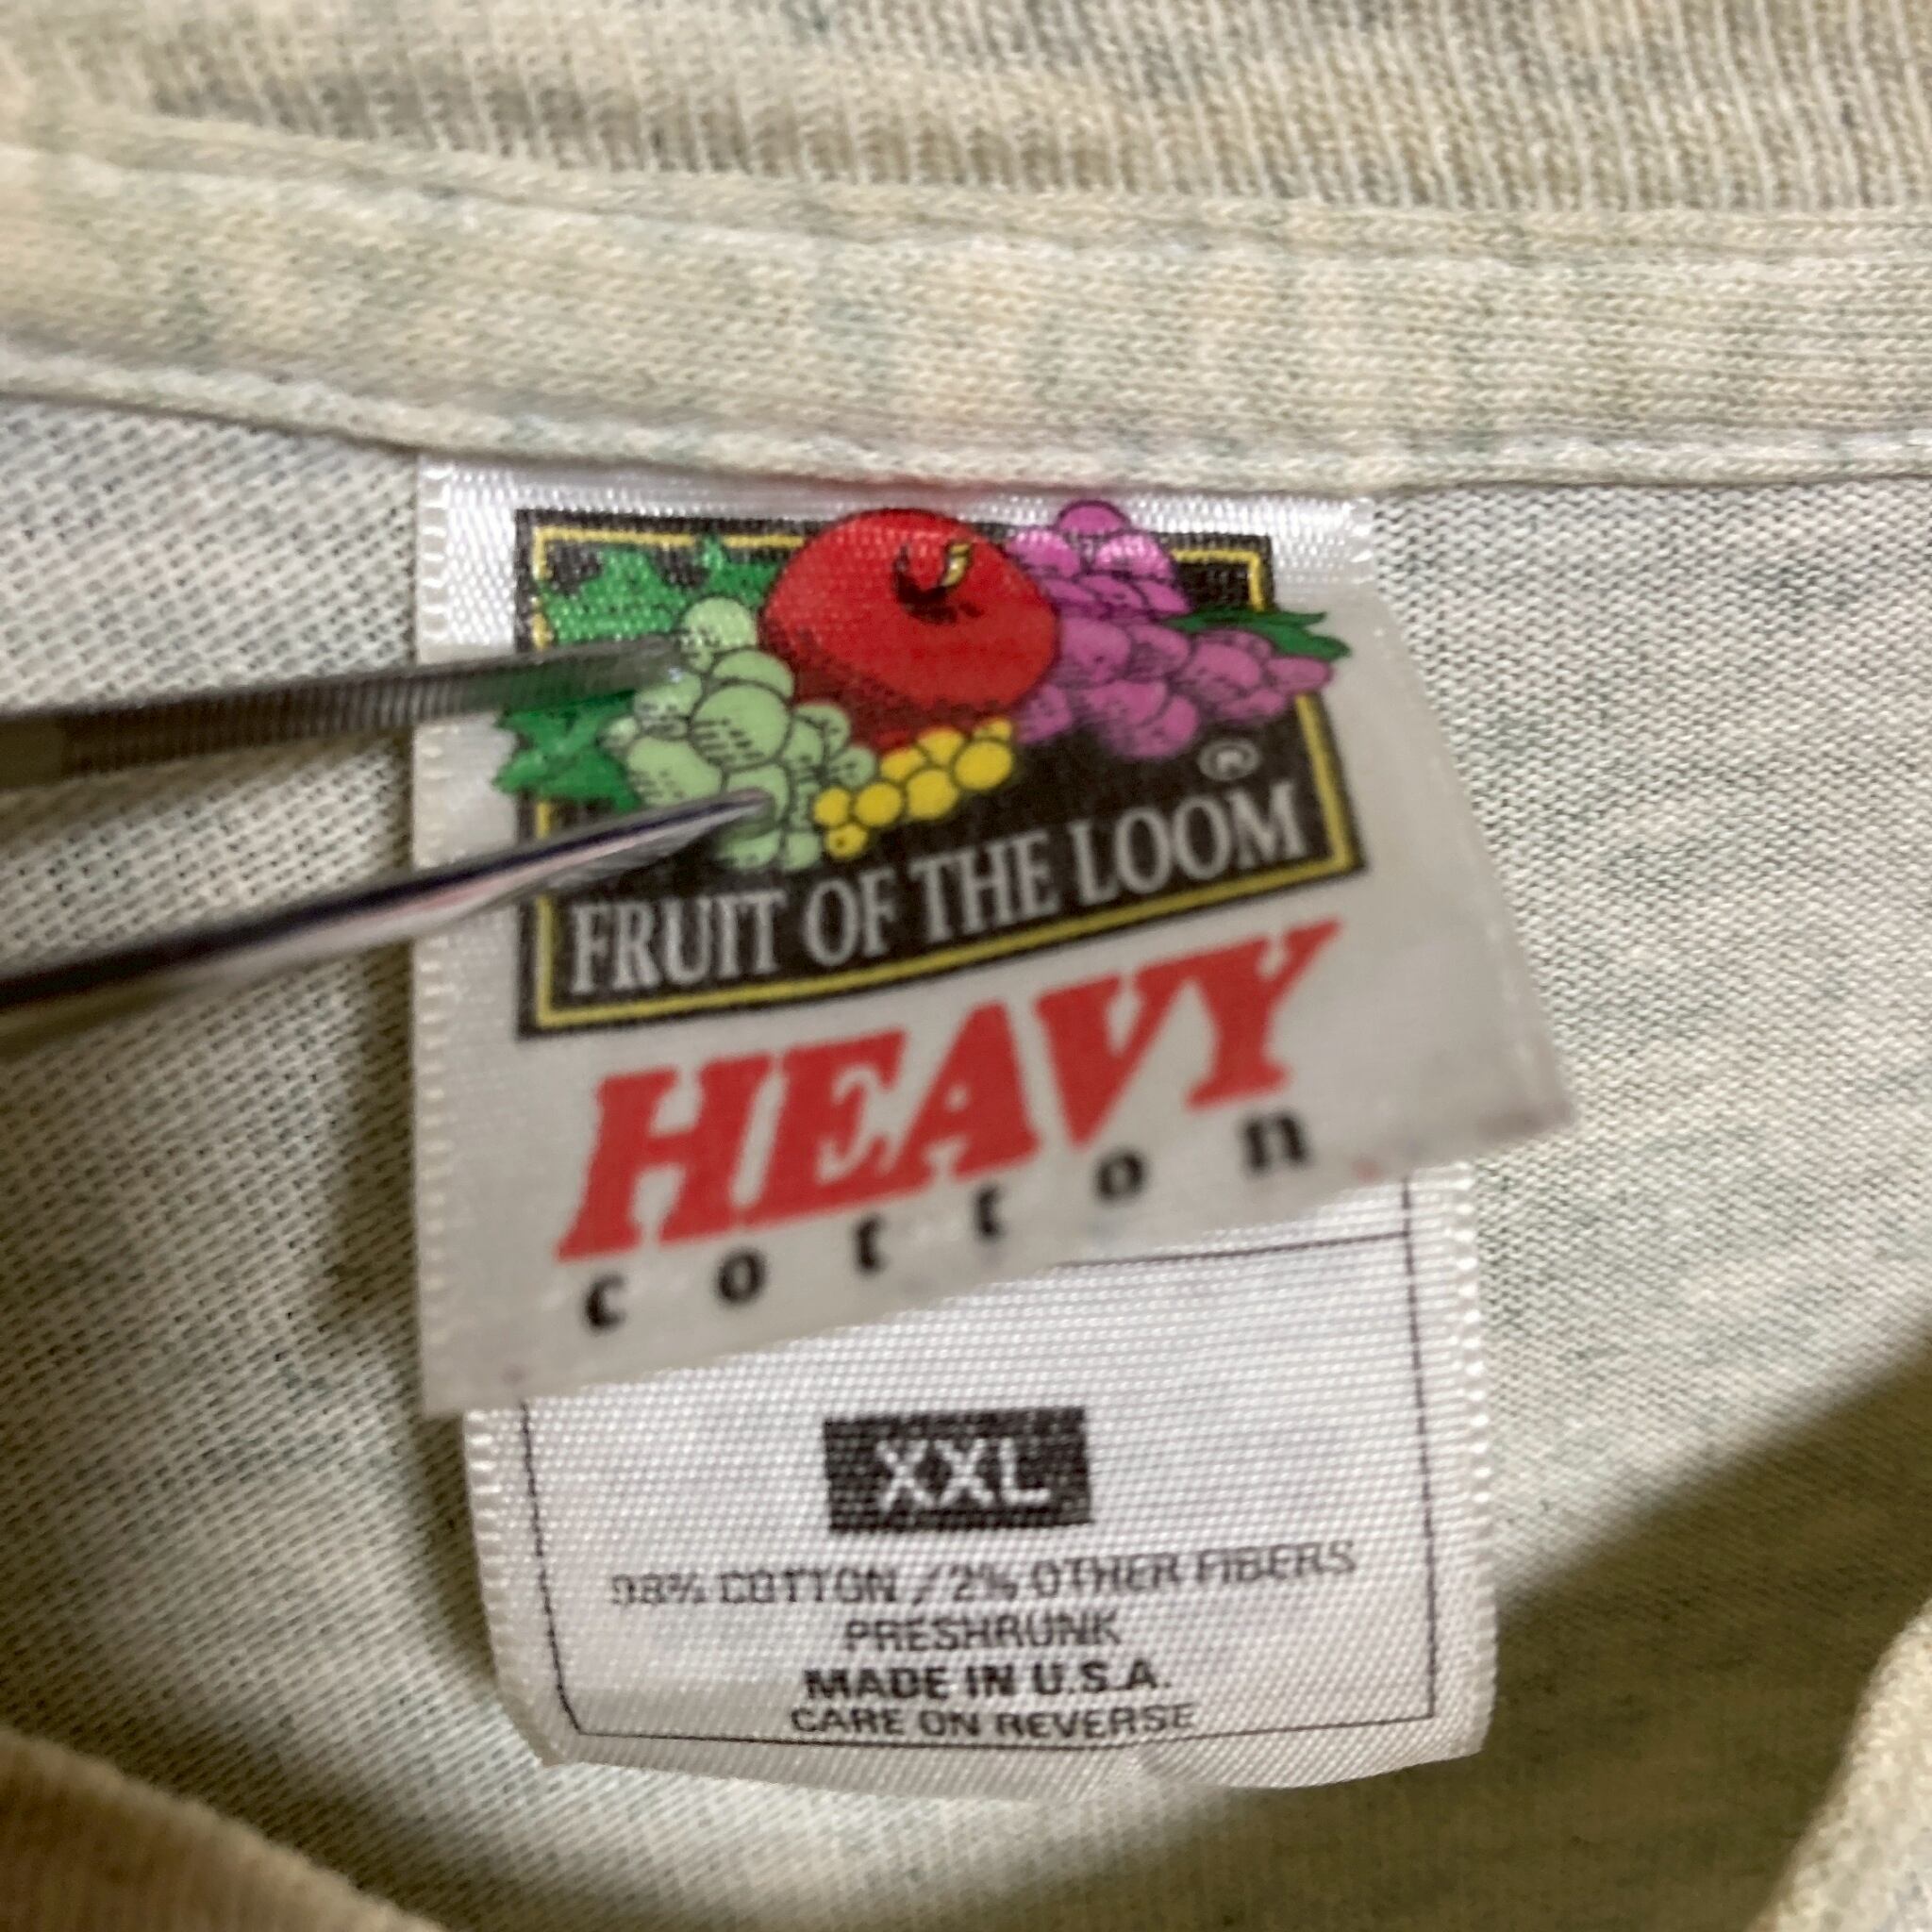 ®
FRUIT OF THE LOOM
HEAVY
cotton
XXL
98% COTTON / 2% OTHER FIBERS
PRESHRUNK
MADE IN U.S.A.
CARE ON REVERSE